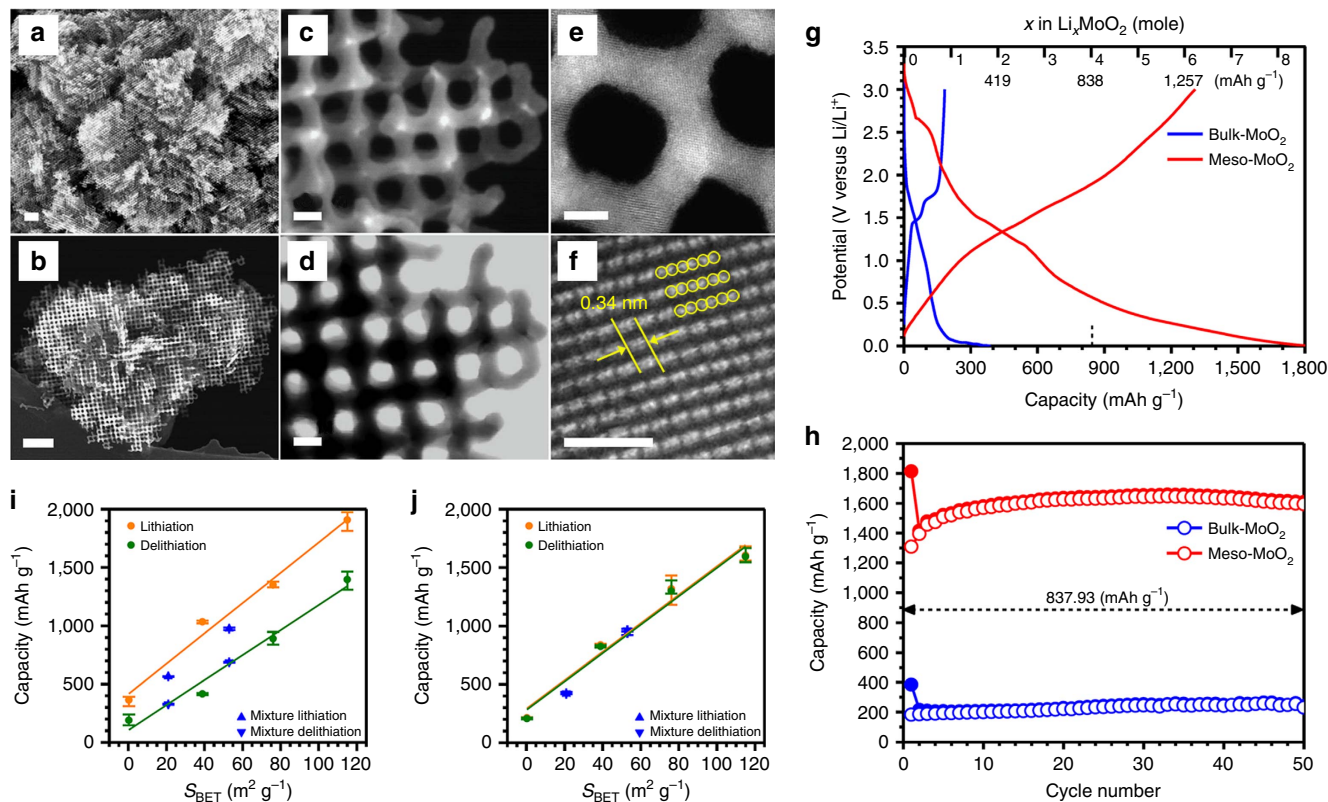 a
b
c
d
e
f
0.34 nm
g
x in LiₓMoO₂ (mole)
0 1 2 3 4 5 6 7 8
419 838 1,257 (mAh g⁻¹)
Bulk-MoO₂
Meso-MoO₂
Potential (V versus Li/Li⁺)
3.5
3.0
2.5
2.0
1.5
1.0
0.5
0.0
0 300 600 900 1,200 1,500 1,800
Capacity (mAh g⁻¹)
h
Capacity (mAh g⁻¹)
2,000
1,800
1,600
1,400
1,200
1,000
800
600
400
200
0
Bulk-MoO₂
Meso-MoO₂
837.93 (mAh g⁻¹)
0 10 20 30 40 50
Cycle number
i
Capacity (mAh g⁻¹)
2,000
1,500
1,000
500
0
Lithiation
Delithiation
Mixture lithiation
Mixture delithiation
0 20 40 60 80 100 120
S_BET (m² g⁻¹)
j
Capacity (mAh g⁻¹)
2,000
1,500
1,000
500
0
Lithiation
Delithiation
Mixture lithiation
Mixture delithiation
0 20 40 60 80 100 120
S_BET (m² g⁻¹)